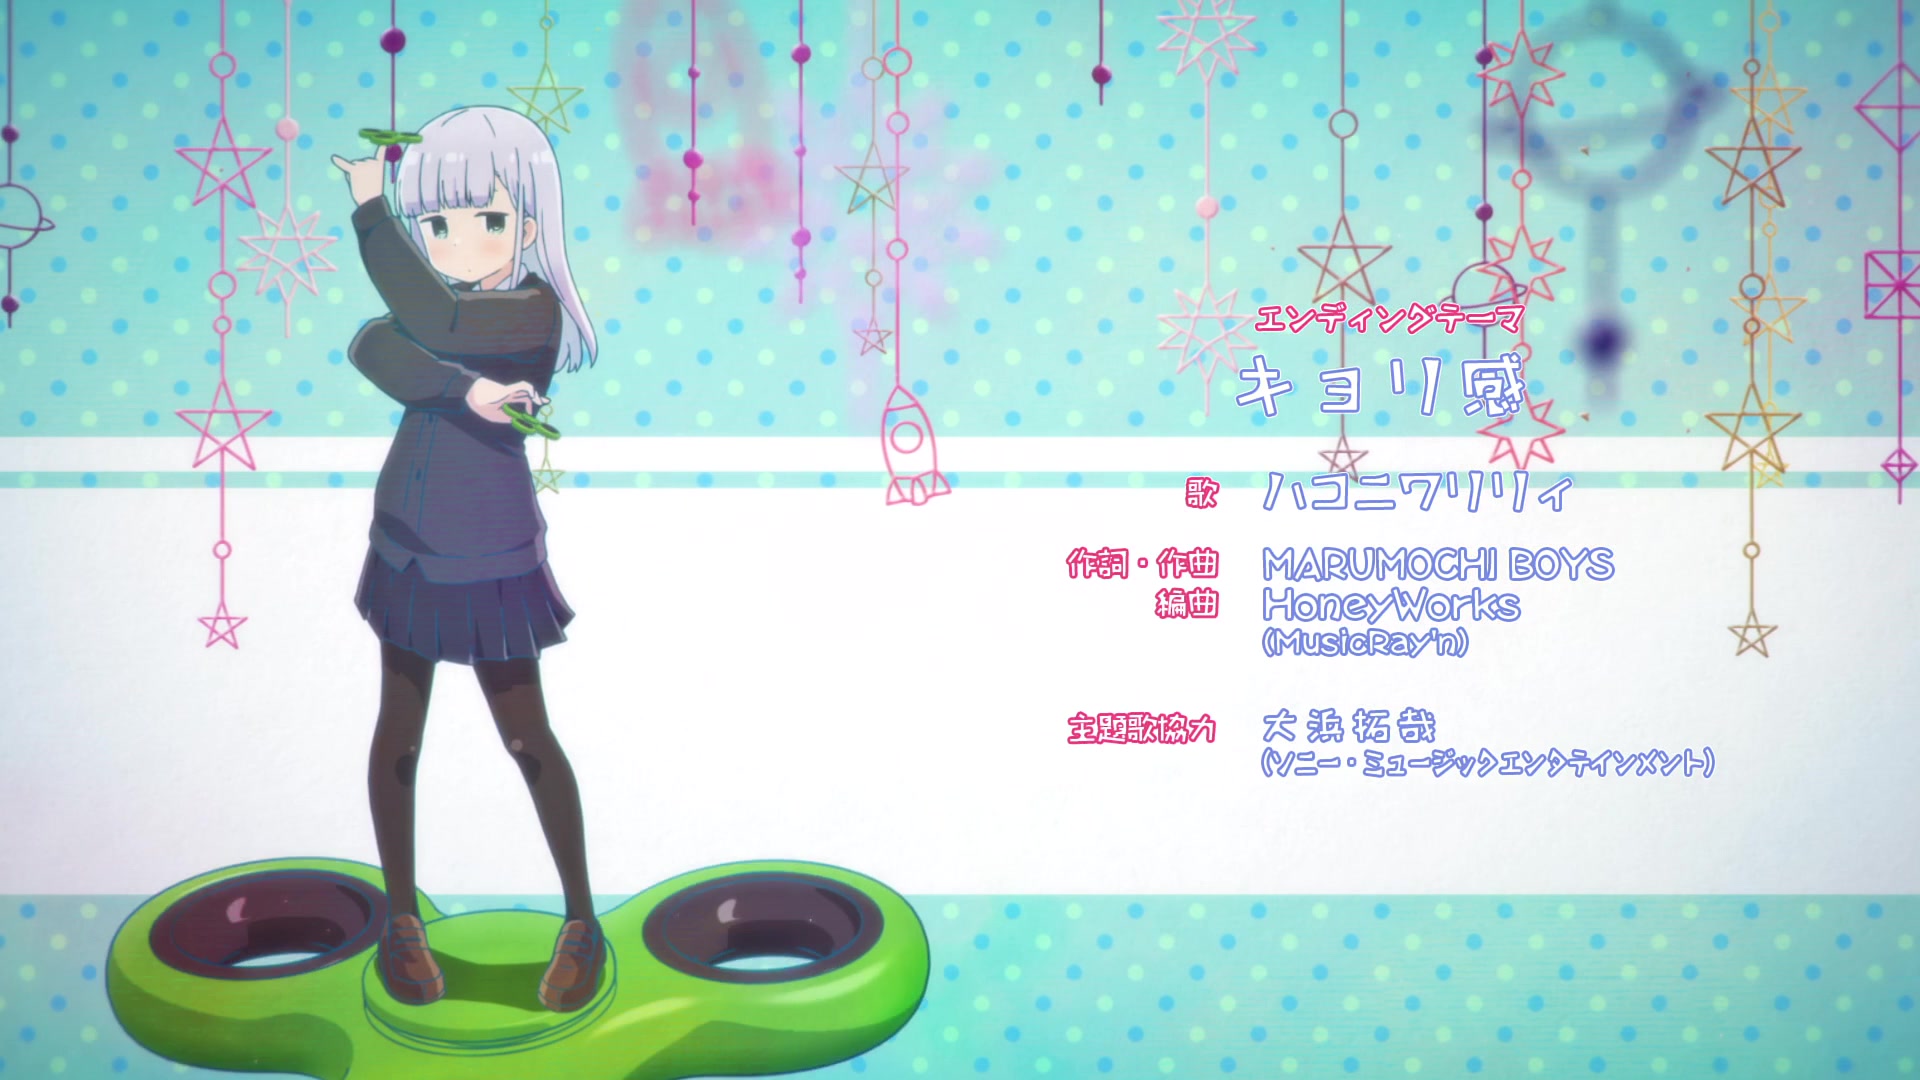 エンディングテーマ
キョリ感
歌 ハコニワリリィ
作詞・作曲 MARUMOCHI BOYS
編曲 HoneyWorks
(MusicRay'n)
主題歌協力 大浜拓哉
(ソニー・ミュージックエンタテインメント)